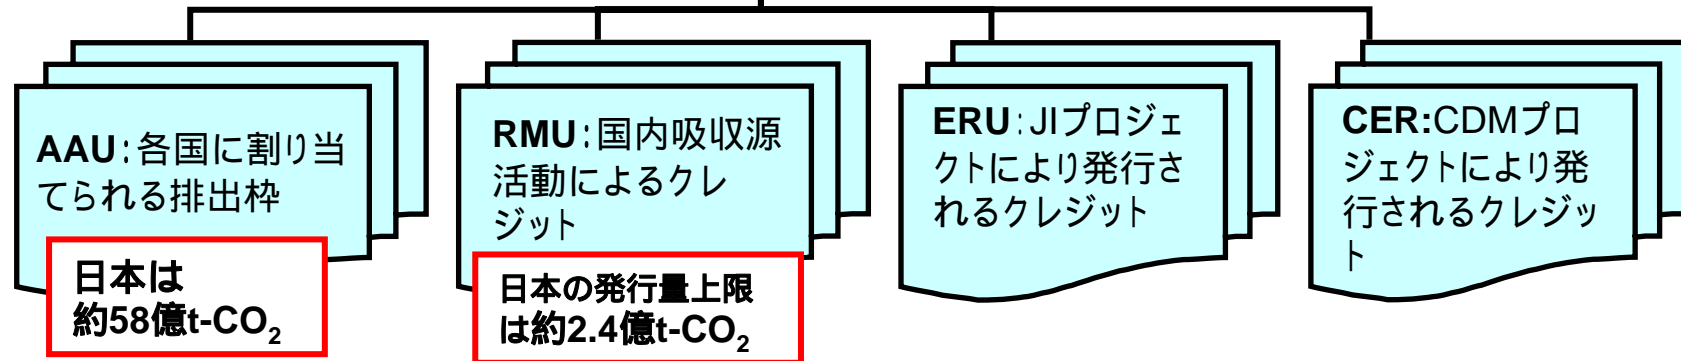 AAU:各国に割り当
てられる排出枠
日本は
約58億t-CO2
RMU:国内吸収源
活動によるクレ
ジット
日本の発行量上限
は約2.4億t-CO2
ERU:JIプロジェ
クトにより発行さ
れるクレジット
CER:CDMプロ
ジェクトにより発
行されるクレジッ
ト